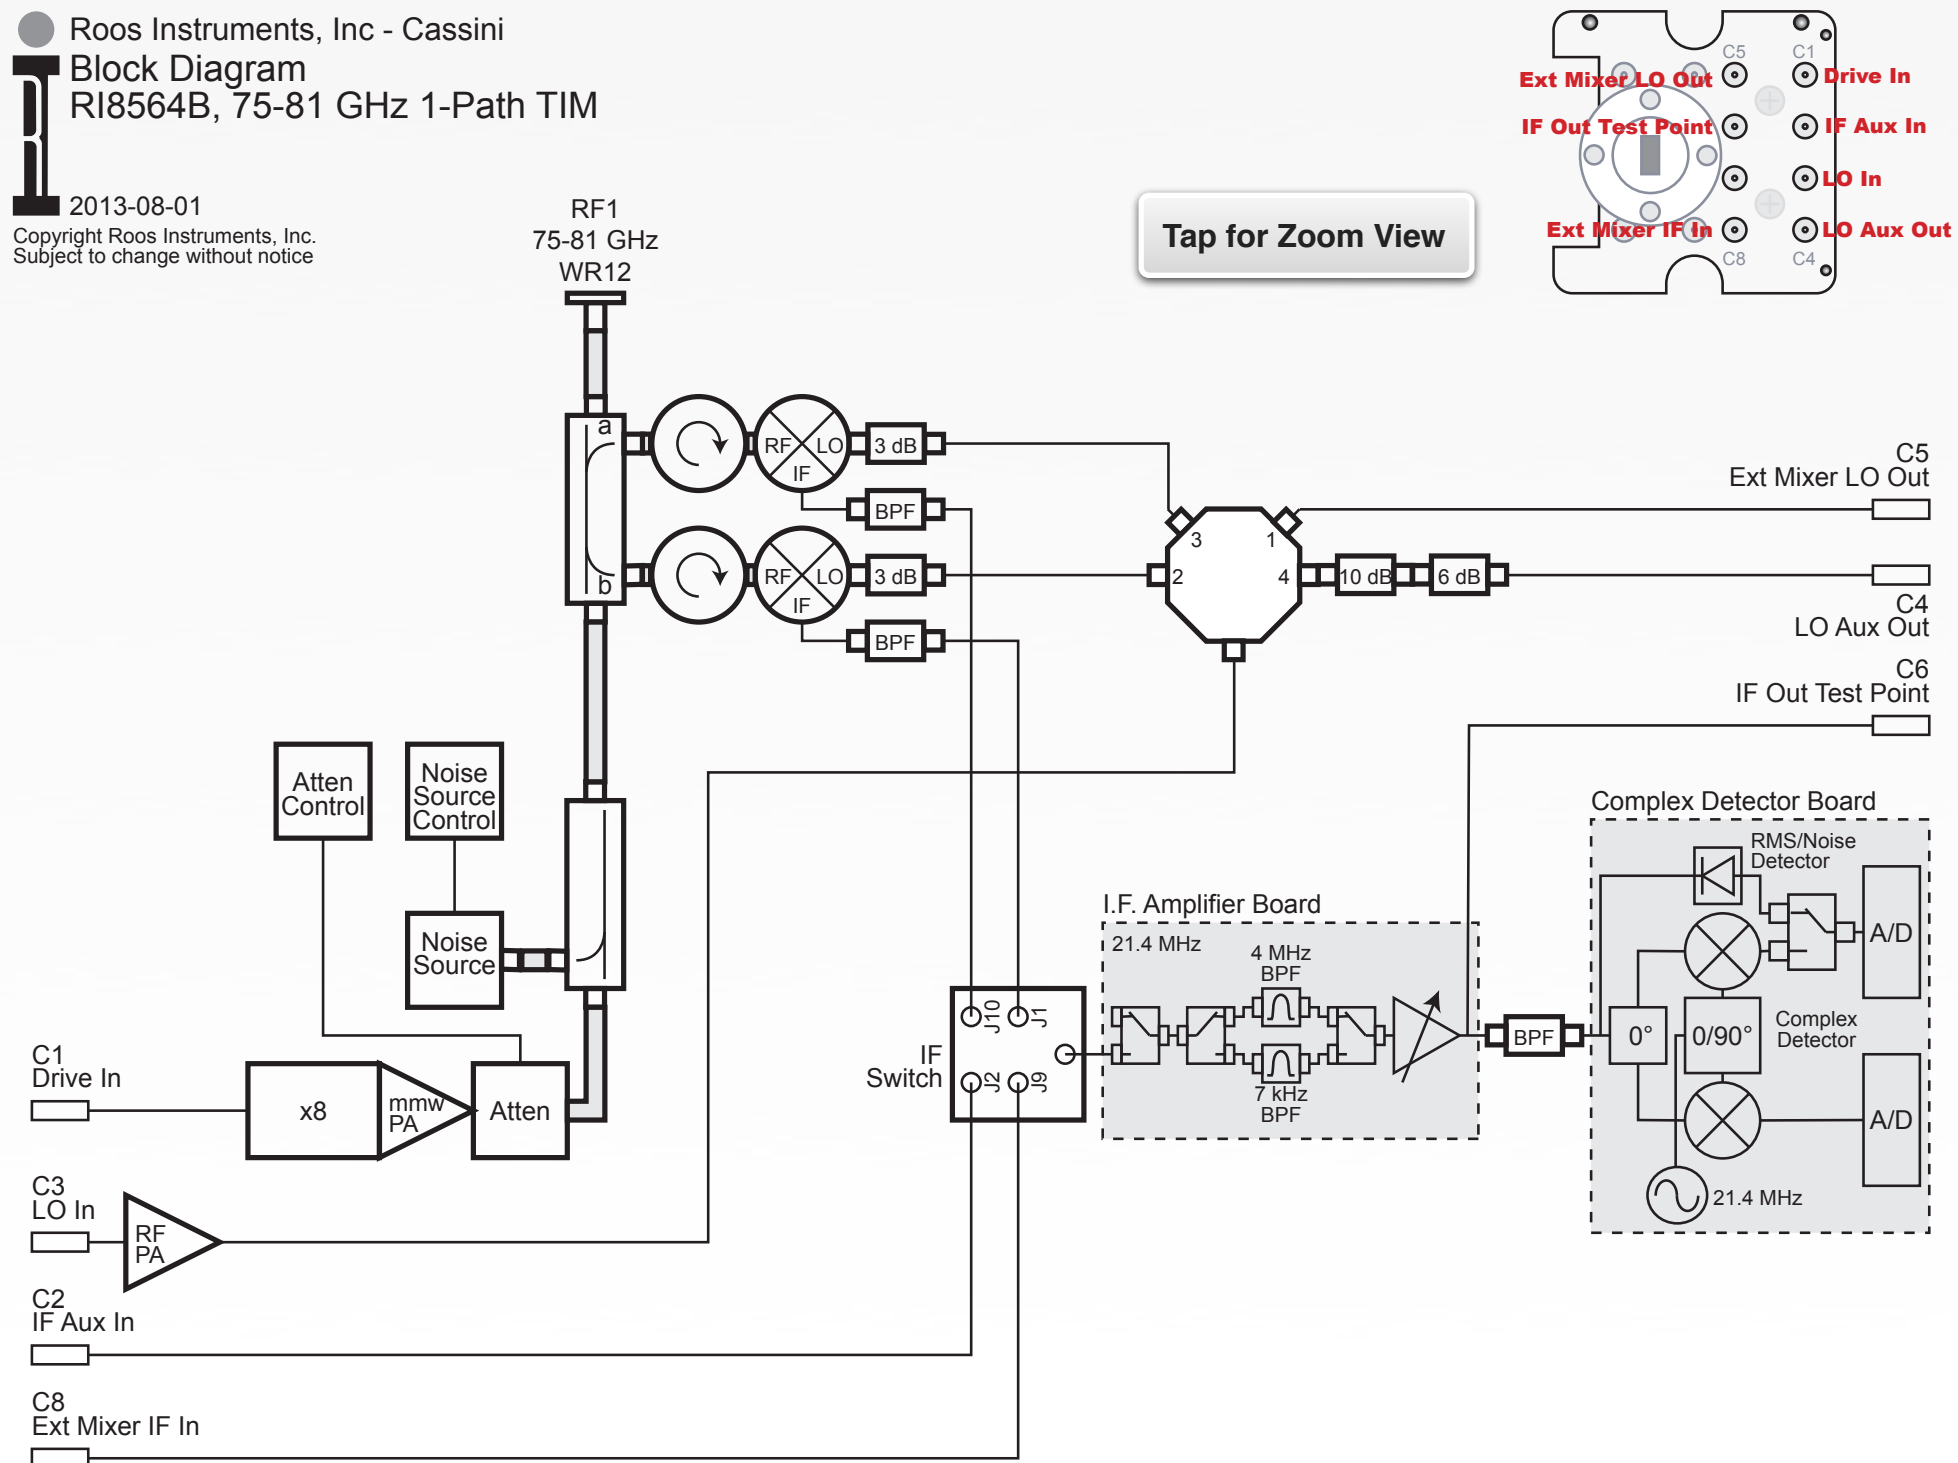 Roos Instruments, Inc - Cassini
Block Diagram
RI8564B, 75-81 GHz 1-Path TIM
2013-08-01
Copyright Roos Instruments, Inc.
Subject to change without notice
RF1
75-81 GHz
WR12
Tap for Zoom View
C5
C1
Ext Mixer LO Out
Drive In
IF Out Test Point
IF Aux In
LO In
Ext Mixer IF In
LO Aux Out
C8
C4
a
RF
LO
IF
3 dB
BPF
b
RF
LO
IF
3 dB
BPF
3
1
2
4
10 dB
6 dB
C5
Ext Mixer LO Out
C4
LO Aux Out
C6
IF Out Test Point
Atten
Control
Noise
Source
Control
Noise
Source
C1
Drive In
x8
mmw
PA
Atten
C3
LO In
RF
PA
C2
IF Aux In
C8
Ext Mixer IF In
IF
Switch
J10
J1
J2
J9
I.F. Amplifier Board
21.4 MHz
4 MHz
BPF
7 kHz
BPF
BPF
Complex Detector Board
RMS/Noise
Detector
A/D
0°
0/90°
Complex
Detector
A/D
21.4 MHz